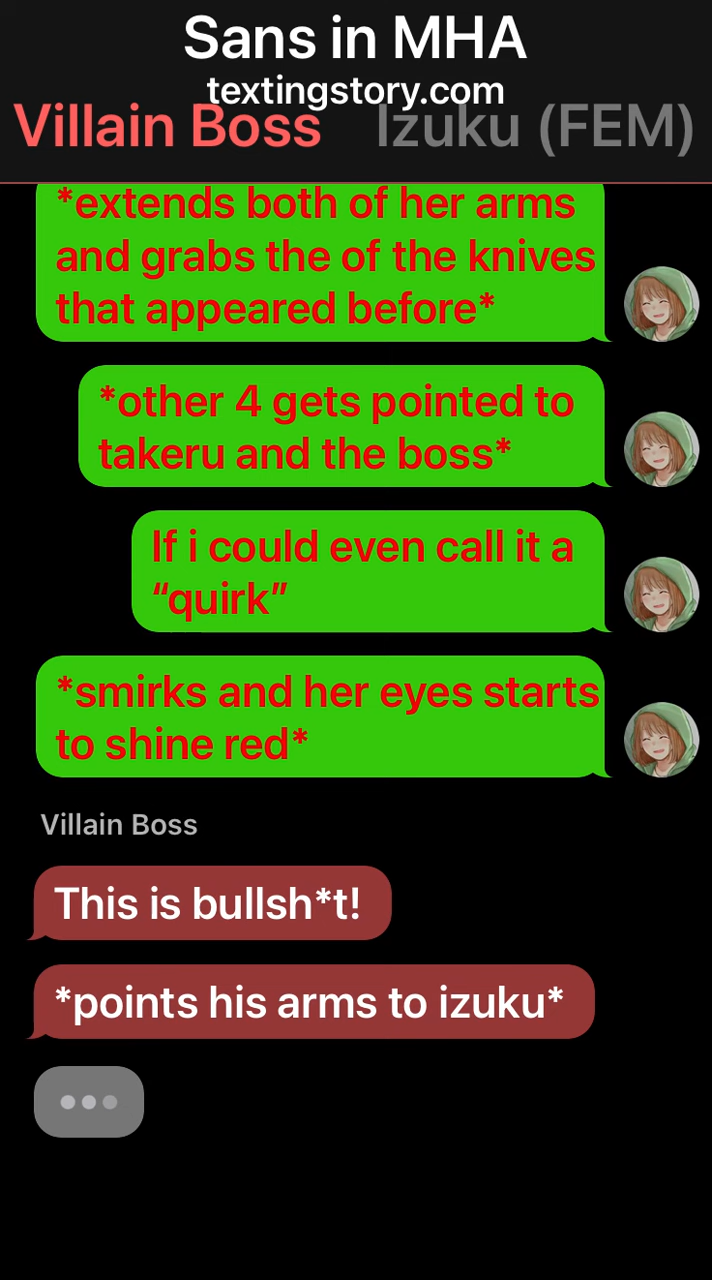 Sans in MHA
textingstory.com
Villain Boss Izuku (FEM)
*extends both of her arms
and grabs the of the knives
that appeared before*
*other 4 gets pointed to
takeru and the boss*
If i could even call it a
“quirk”
*smirks and her eyes starts
to shine red*
Villain Boss
This is bullsh*t!
*points his arms to izuku*